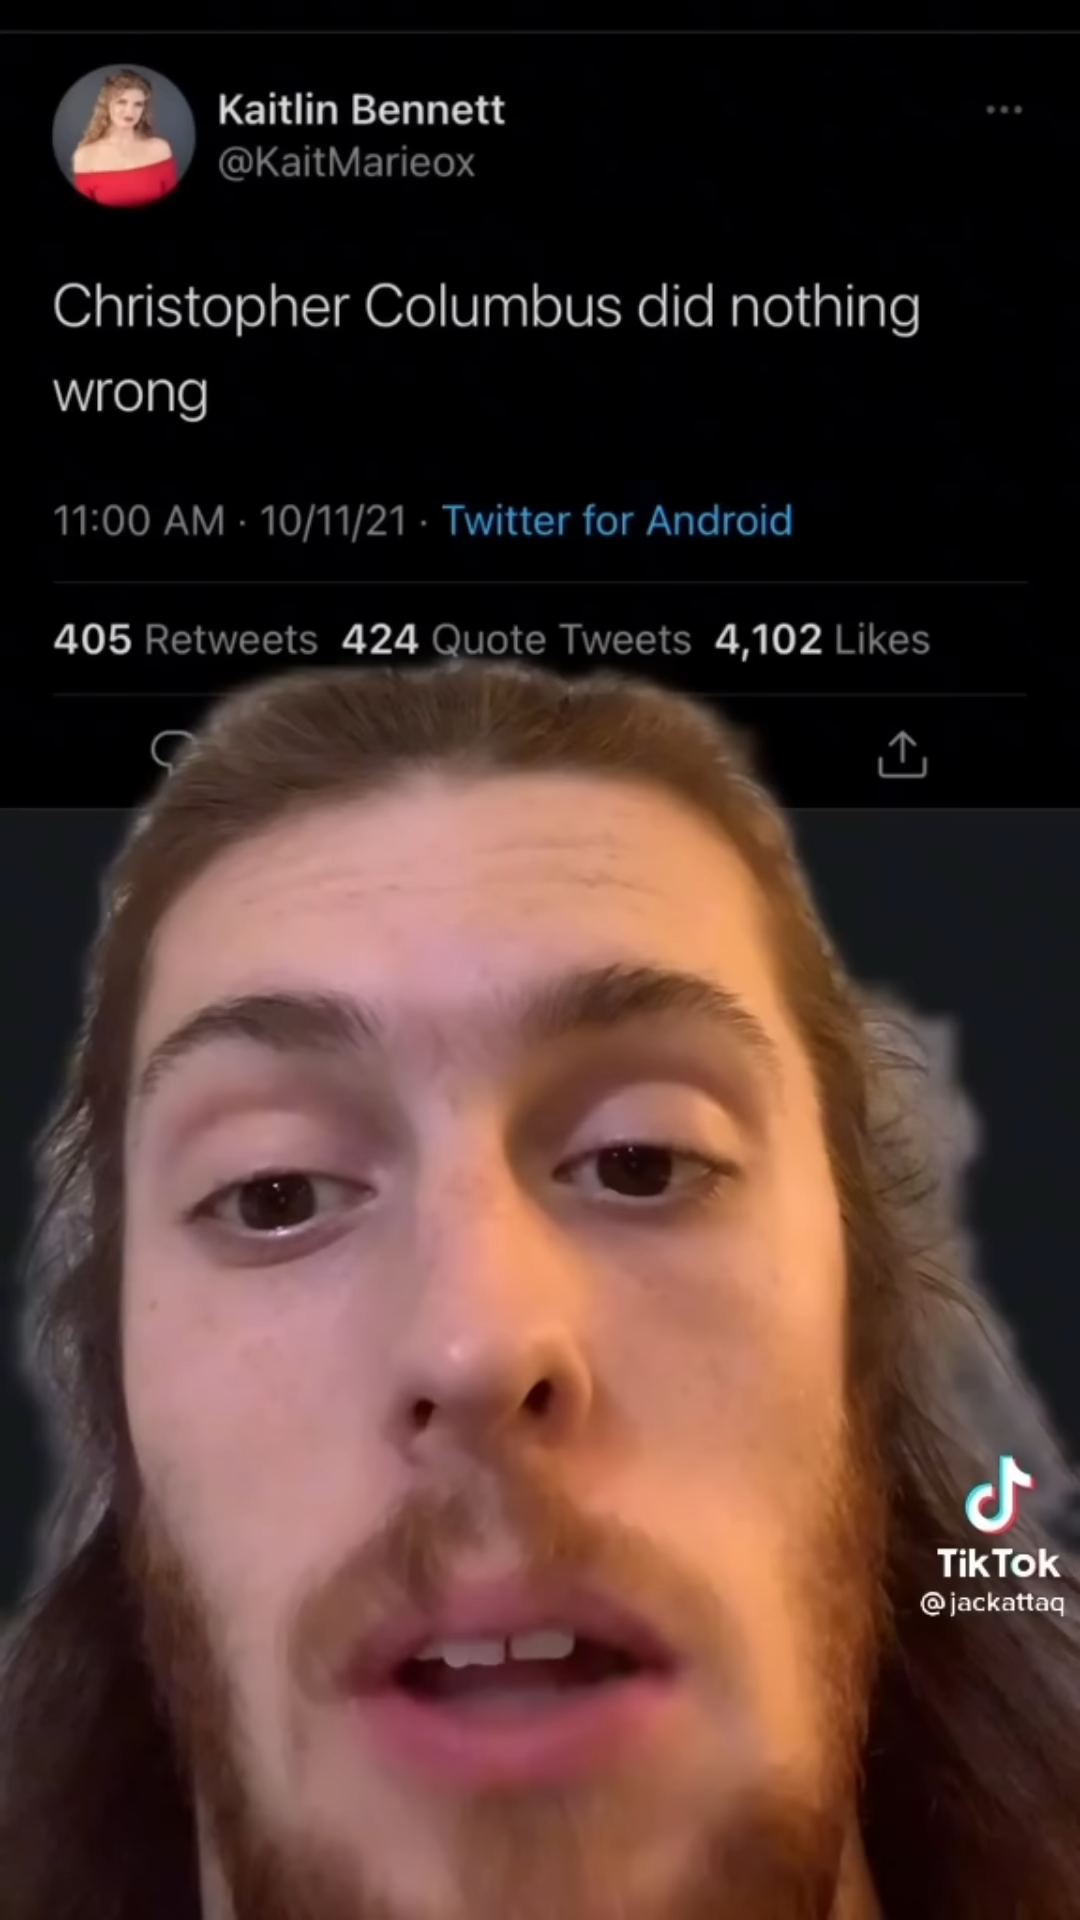 Kaitlin Bennett
@KaitMarieox
Christopher Columbus did nothing
wrong
11:00 AM · 10/11/21 · Twitter for Android
405 Retweets 424 Quote Tweets 4,102 Likes
TikTok
@jackattaq